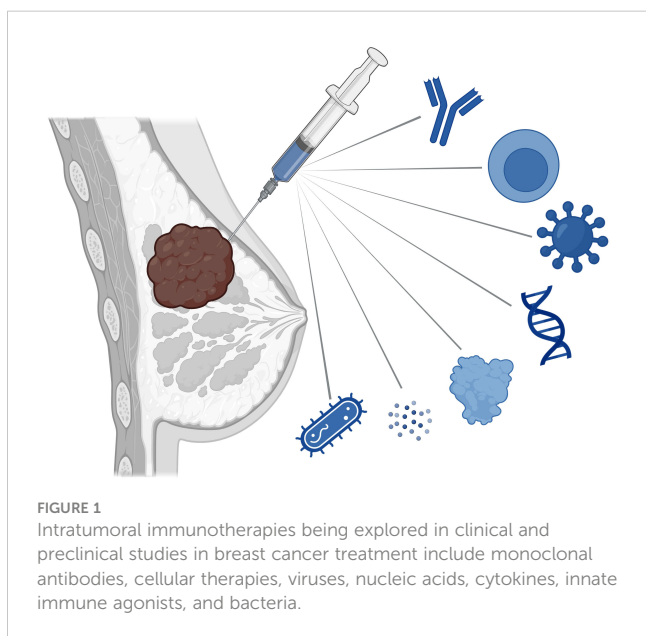 FIGURE 1
Intratumoral immunotherapies being explored in clinical and
preclinical studies in breast cancer treatment include monoclonal
antibodies, cellular therapies, viruses, nucleic acids, cytokines, innate
immune agonists, and bacteria.